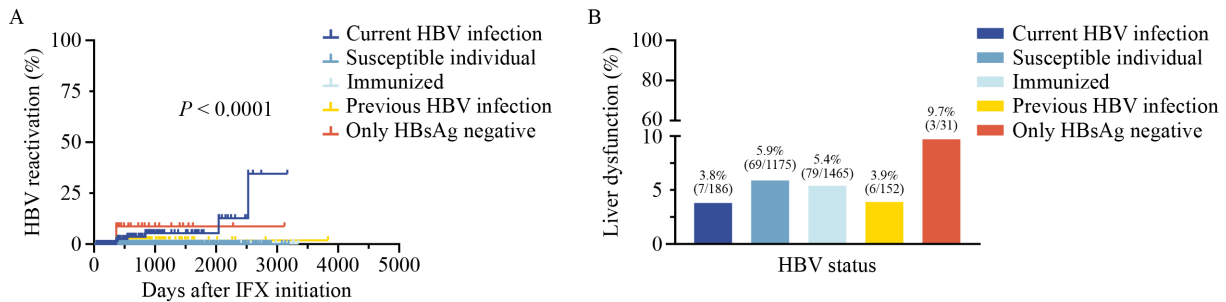 A
HBV reactivation (%)
100
75
50
25
0
0 1000 2000 3000 4000 5000
Days after IFX initiation
P < 0.0001
Current HBV infection
Susceptible individual
Immunized
Previous HBV infection
Only HBsAg negative
B
Liver dysfunction (%)
100
80
60
10
5
0
3.8%
(7/186)
5.9%
(69/1175)
5.4%
(79/1465)
3.9%
(6/152)
9.7%
(3/31)
HBV status
Current HBV infection
Susceptible individual
Immunized
Previous HBV infection
Only HBsAg negative